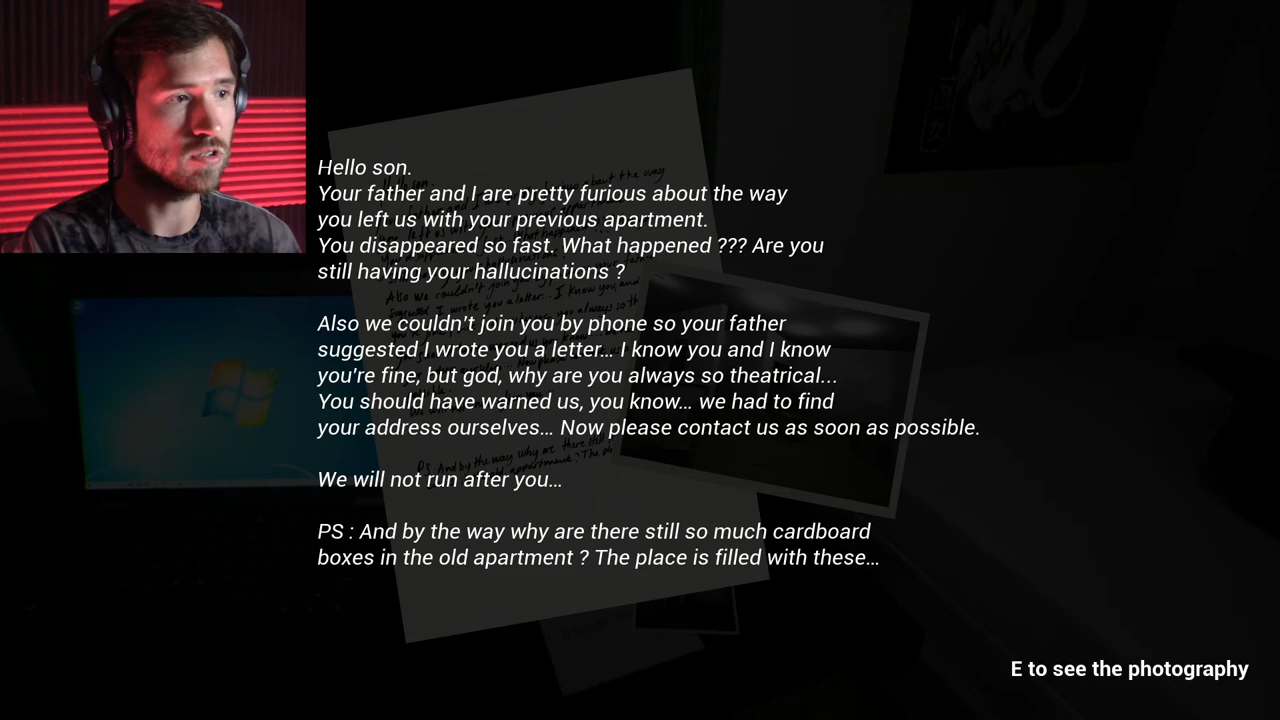 Hello son.
Your father and I are pretty furious about the way
you left us with your previous apartment.
You disappeared so fast. What happened ??? Are you
still having your hallucinations ?
Also we couldn't join you by phone so your father
suggested I wrote you a letter... I know you and I know
you're fine, but god, why are you always so theatrical...
You should have warned us, you know... we had to find
your address ourselves... Now please contact us as soon as possible.
We will not run after you...
PS : And by the way why are there still so much cardboard
boxes in the old apartment ? The place is filled with these...
E to see the photography